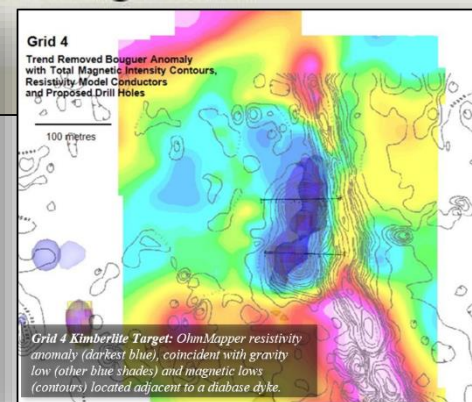 Grid 4
Trend Removed Bouguer Anomaly
with Total Magnetic Intensity Contours,
Resistivity Model Conductors
and Proposed Drill Holes
100 metres
Grid 4 Kimberlite Target: OhmMapper resistivity
anomaly (darkest blue), coincident with gravity
low (other blue shades) and magnetic lows
(contours) located adjacent to a diabase dyke.